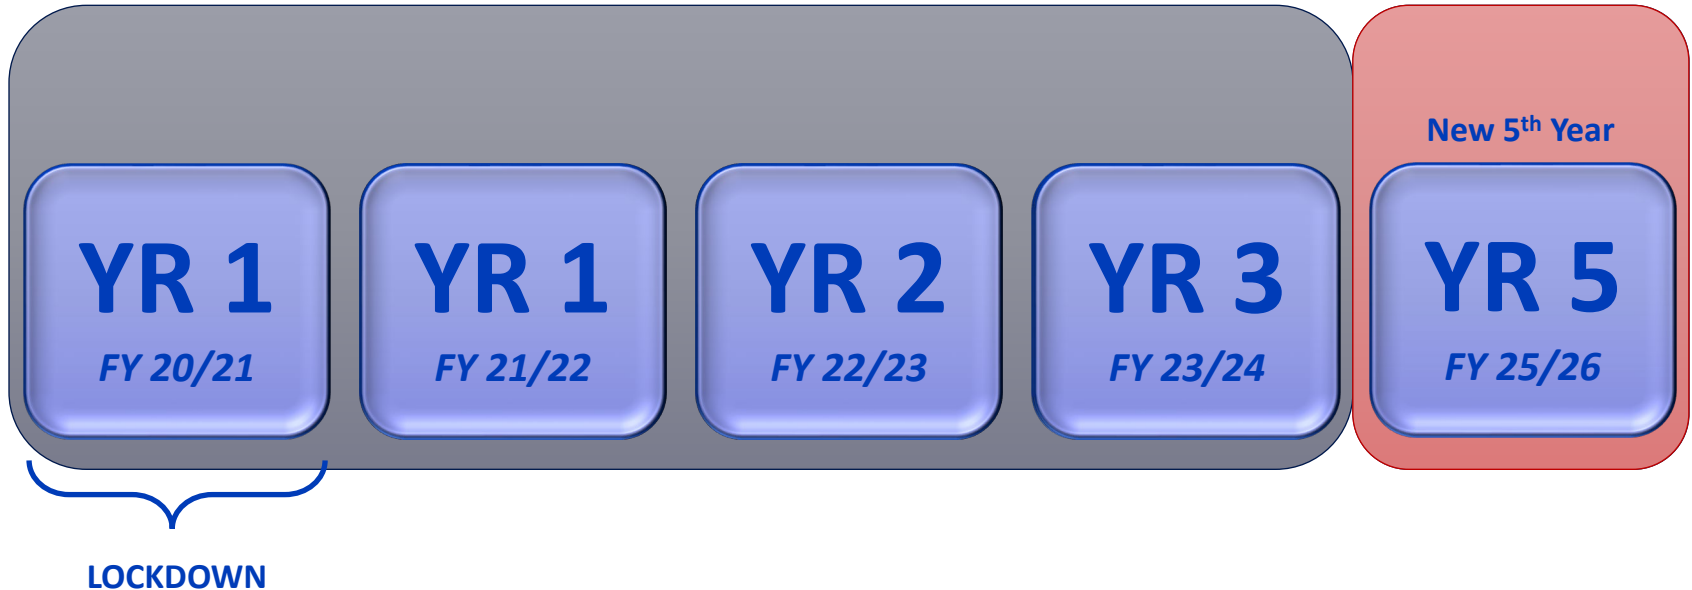 New 5th Year
YR 1
FY 20/21
YR 1
FY 21/22
YR 2
FY 22/23
YR 3
FY 23/24
YR 5
FY 25/26
LOCKDOWN